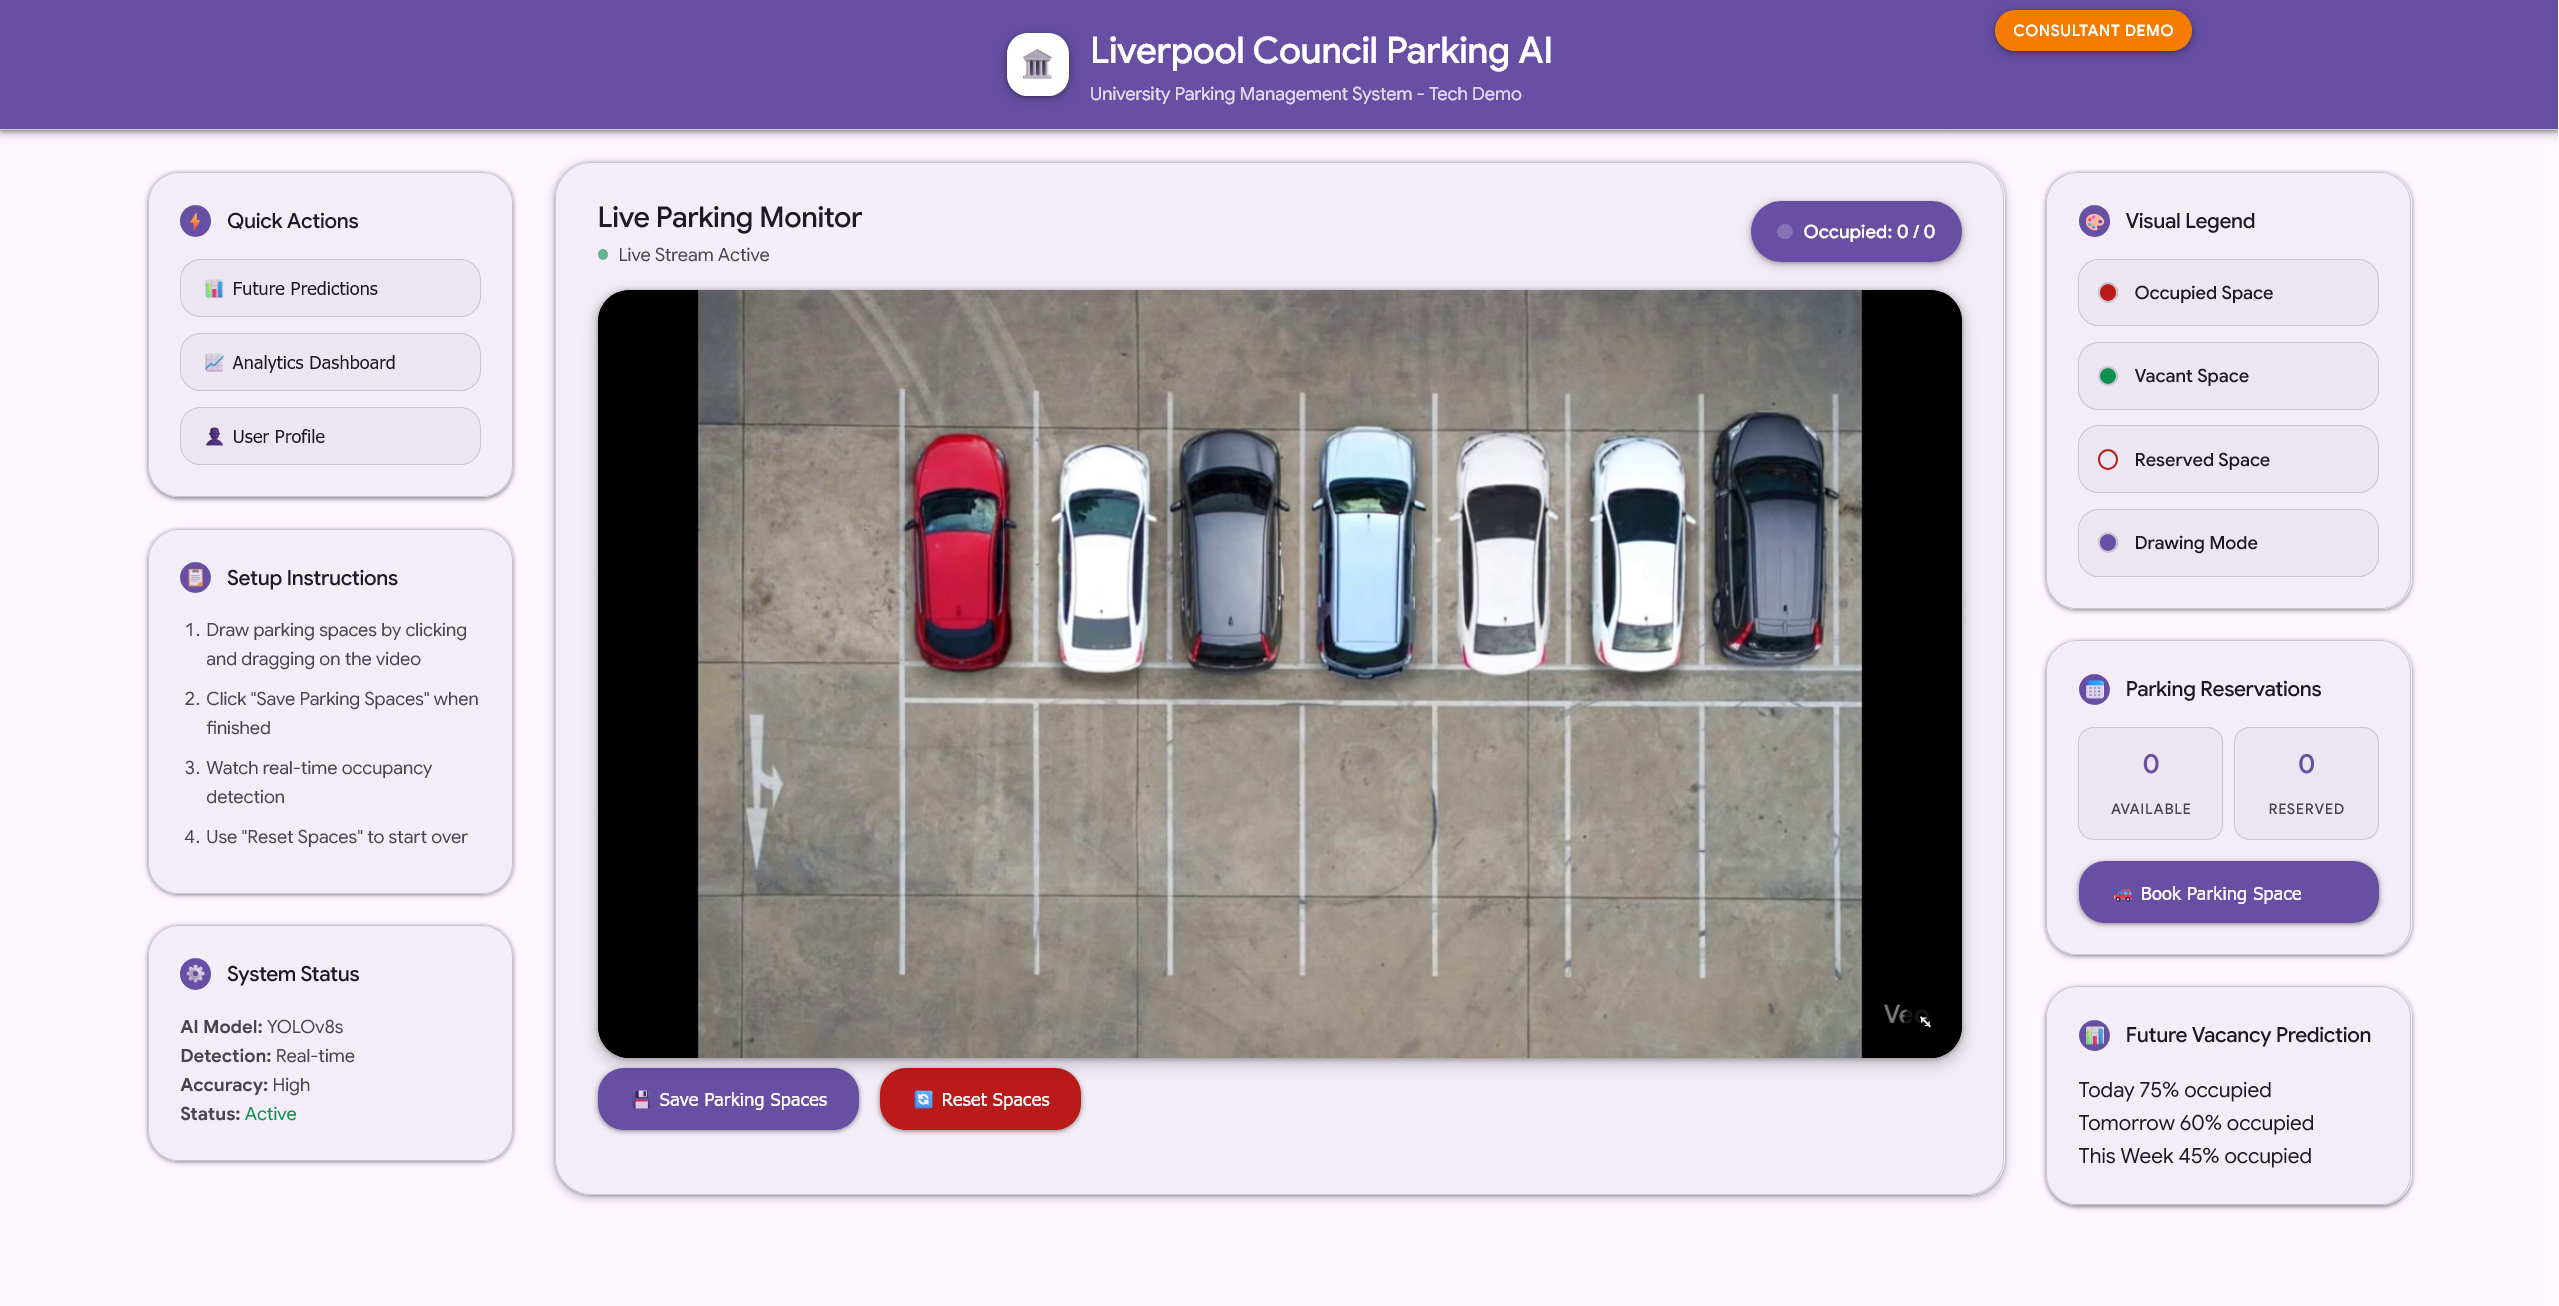 Liverpool Council Parking AI
University Parking Management System - Tech Demo
CONSULTANT DEMO
Quick Actions
Future Predictions
Analytics Dashboard
User Profile
Setup Instructions
1. Draw parking spaces by clicking
and dragging on the video
2. Click "Save Parking Spaces" when
finished
3. Watch real-time occupancy
detection
4. Use "Reset Spaces" to start over
System Status
AI Model: YOLOv8s
Detection: Real-time
Accuracy: High
Status: Active
Live Parking Monitor
Live Stream Active
Occupied: 0 / 0
Save Parking Spaces
Reset Spaces
Visual Legend
Occupied Space
Vacant Space
Reserved Space
Drawing Mode
Parking Reservations
0
AVAILABLE
0
RESERVED
Book Parking Space
Future Vacancy Prediction
Today 75% occupied
Tomorrow 60% occupied
This Week 45% occupied